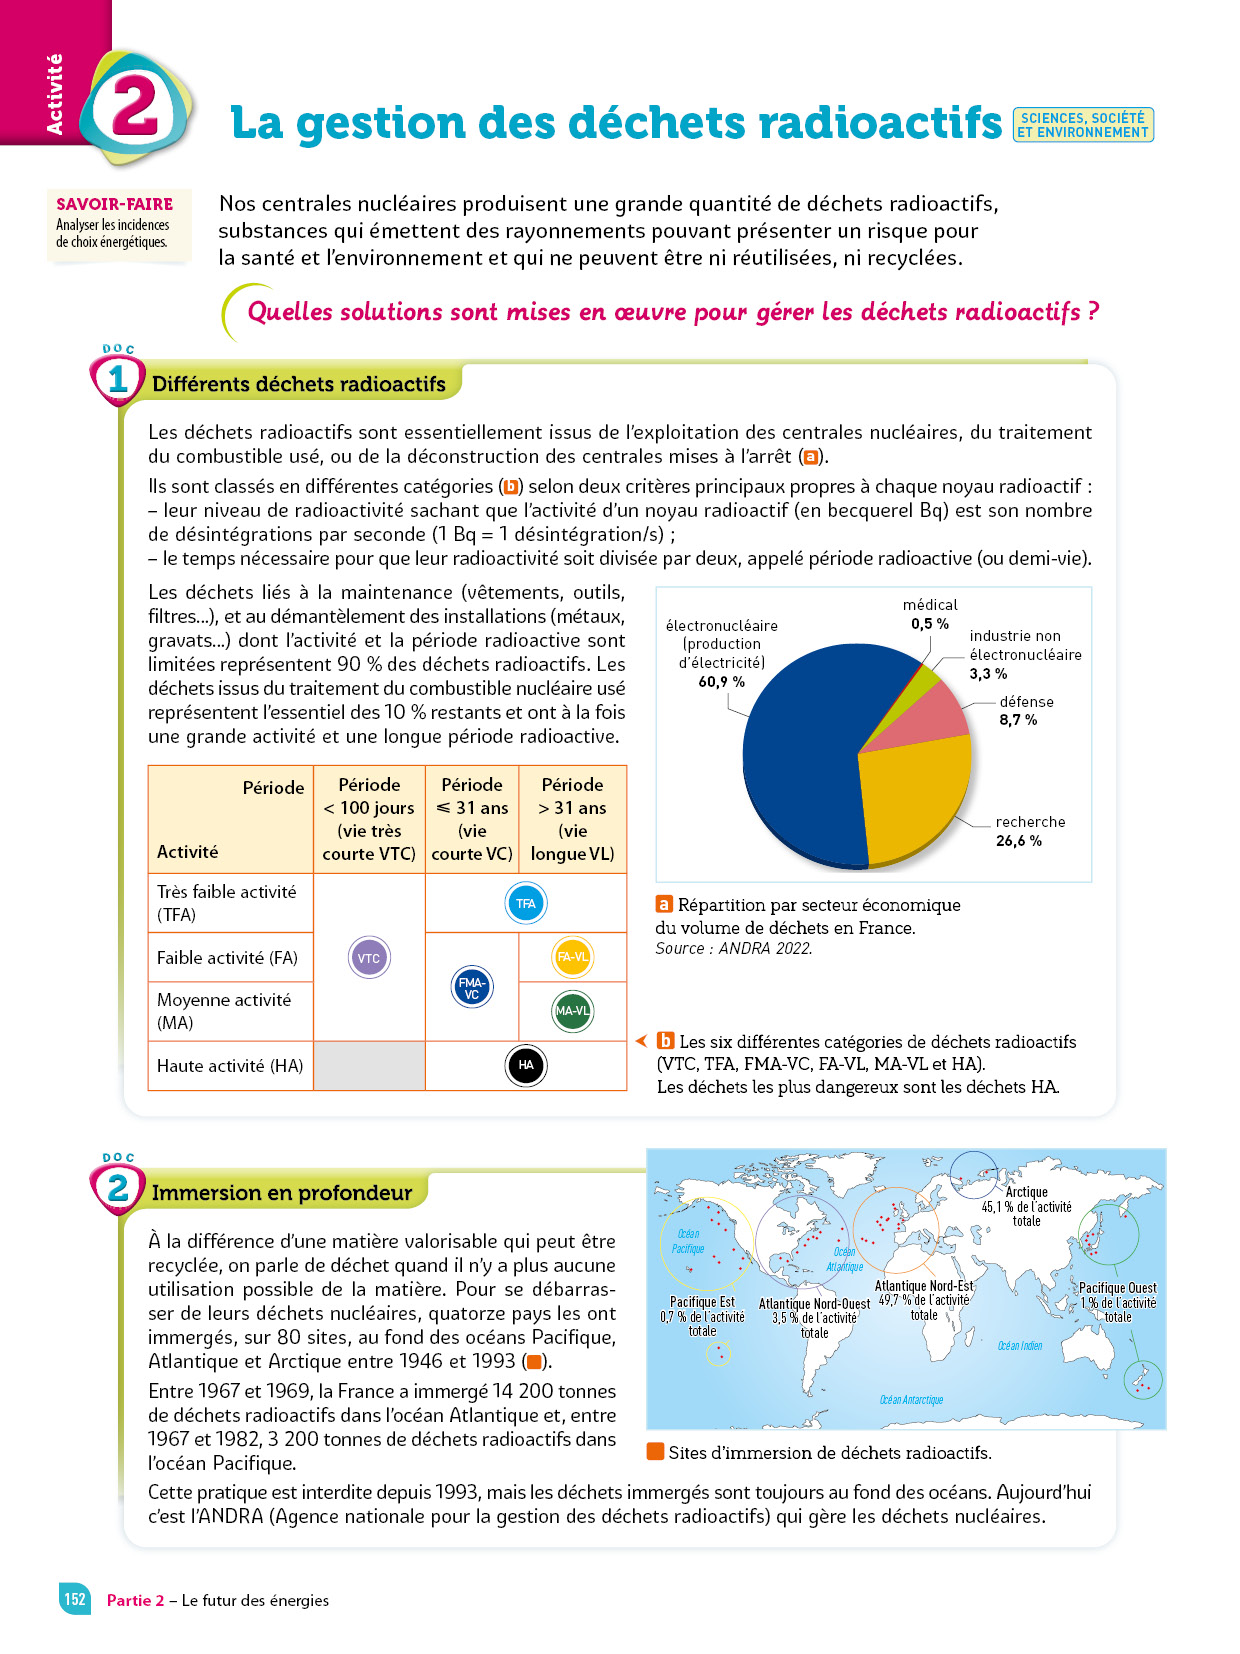 Activité
2
La gestion des déchets radioactifs
SCIENCES, SOCIÉTÉ
ET ENVIRONNEMENT
SAVOIR-FAIRE
Analyser les incidences
de choix énergétiques.
Nos centrales nucléaires produisent une grande quantité de déchets radioactifs,
substances qui émettent des rayonnements pouvant présenter un risque pour
la santé et l’environnement et qui ne peuvent être ni réutilisées, ni recyclées.
Quelles solutions sont mises en œuvre pour gérer les déchets radioactifs ?
DOC
1
Différents déchets radioactifs
Les déchets radioactifs sont essentiellement issus de l’exploitation des centrales nucléaires, du traitement
du combustible usé, ou de la déconstruction des centrales mises à l’arrêt (a).
Ils sont classés en différentes catégories (b) selon deux critères principaux propres à chaque noyau radioactif :
– leur niveau de radioactivité sachant que l’activité d’un noyau radioactif (en becquerel Bq) est son nombre
de désintégrations par seconde (1 Bq = 1 désintégration/s) ;
– le temps nécessaire pour que leur radioactivité soit divisée par deux, appelé période radioactive (ou demi-vie).
Les déchets liés à la maintenance (vêtements, outils,
filtres...), et au démantèlement des installations (métaux,
gravats...) dont l’activité et la période radioactive sont
limitées représentent 90 % des déchets radioactifs. Les
déchets issus du traitement du combustible nucléaire usé
représentent l’essentiel des 10 % restants et ont à la fois
une grande activité et une longue période radioactive.
Période
Activité
Période
< 100 jours
(vie très
courte VTC)
Période
⩽ 31 ans
(vie
courte VC)
Période
> 31 ans
(vie
longue VL)
Très faible activité
(TFA)
TFA
Faible activité (FA)
VTC
FMA-
VC
FA-VL
Moyenne activité
(MA)
MA-VL
Haute activité (HA)
HA
électronucléaire
(production
d’électricité)
60,9 %
médical
0,5 %
industrie non
électronucléaire
3,3 %
défense
8,7 %
recherche
26,6 %
a Répartition par secteur économique
du volume de déchets en France.
Source : ANDRA 2022.
b Les six différentes catégories de déchets radioactifs
(VTC, TFA, FMA-VC, FA-VL, MA-VL et HA).
Les déchets les plus dangereux sont les déchets HA.
DOC
2
Immersion en profondeur
À la différence d’une matière valorisable qui peut être
recyclée, on parle de déchet quand il n’y a plus aucune
utilisation possible de la matière. Pour se débarras-
ser de leurs déchets nucléaires, quatorze pays les ont
immergés, sur 80 sites, au fond des océans Pacifique,
Atlantique et Arctique entre 1946 et 1993 ( ).
Entre 1967 et 1969, la France a immergé 14 200 tonnes
de déchets radioactifs dans l’océan Atlantique et, entre
1967 et 1982, 3 200 tonnes de déchets radioactifs dans
l’océan Pacifique.
Cette pratique est interdite depuis 1993, mais les déchets immergés sont toujours au fond des océans. Aujourd’hui
c’est l’ANDRA (Agence nationale pour la gestion des déchets radioactifs) qui gère les déchets nucléaires.
Arctique
45,1 % de l’activité
totale
Océan
Pacifique
Océan
Atlantique
Pacifique Est
0,7 % de l’activité
totale
Atlantique Nord-Ouest
3,5 % de l’activité
totale
Atlantique Nord-Est
49,7 % de l’activité
totale
Pacifique Ouest
1 % de l’activité
totale
Océan Indien
Océan Antarctique
Sites d’immersion de déchets radioactifs.
152
Partie 2 – Le futur des énergies